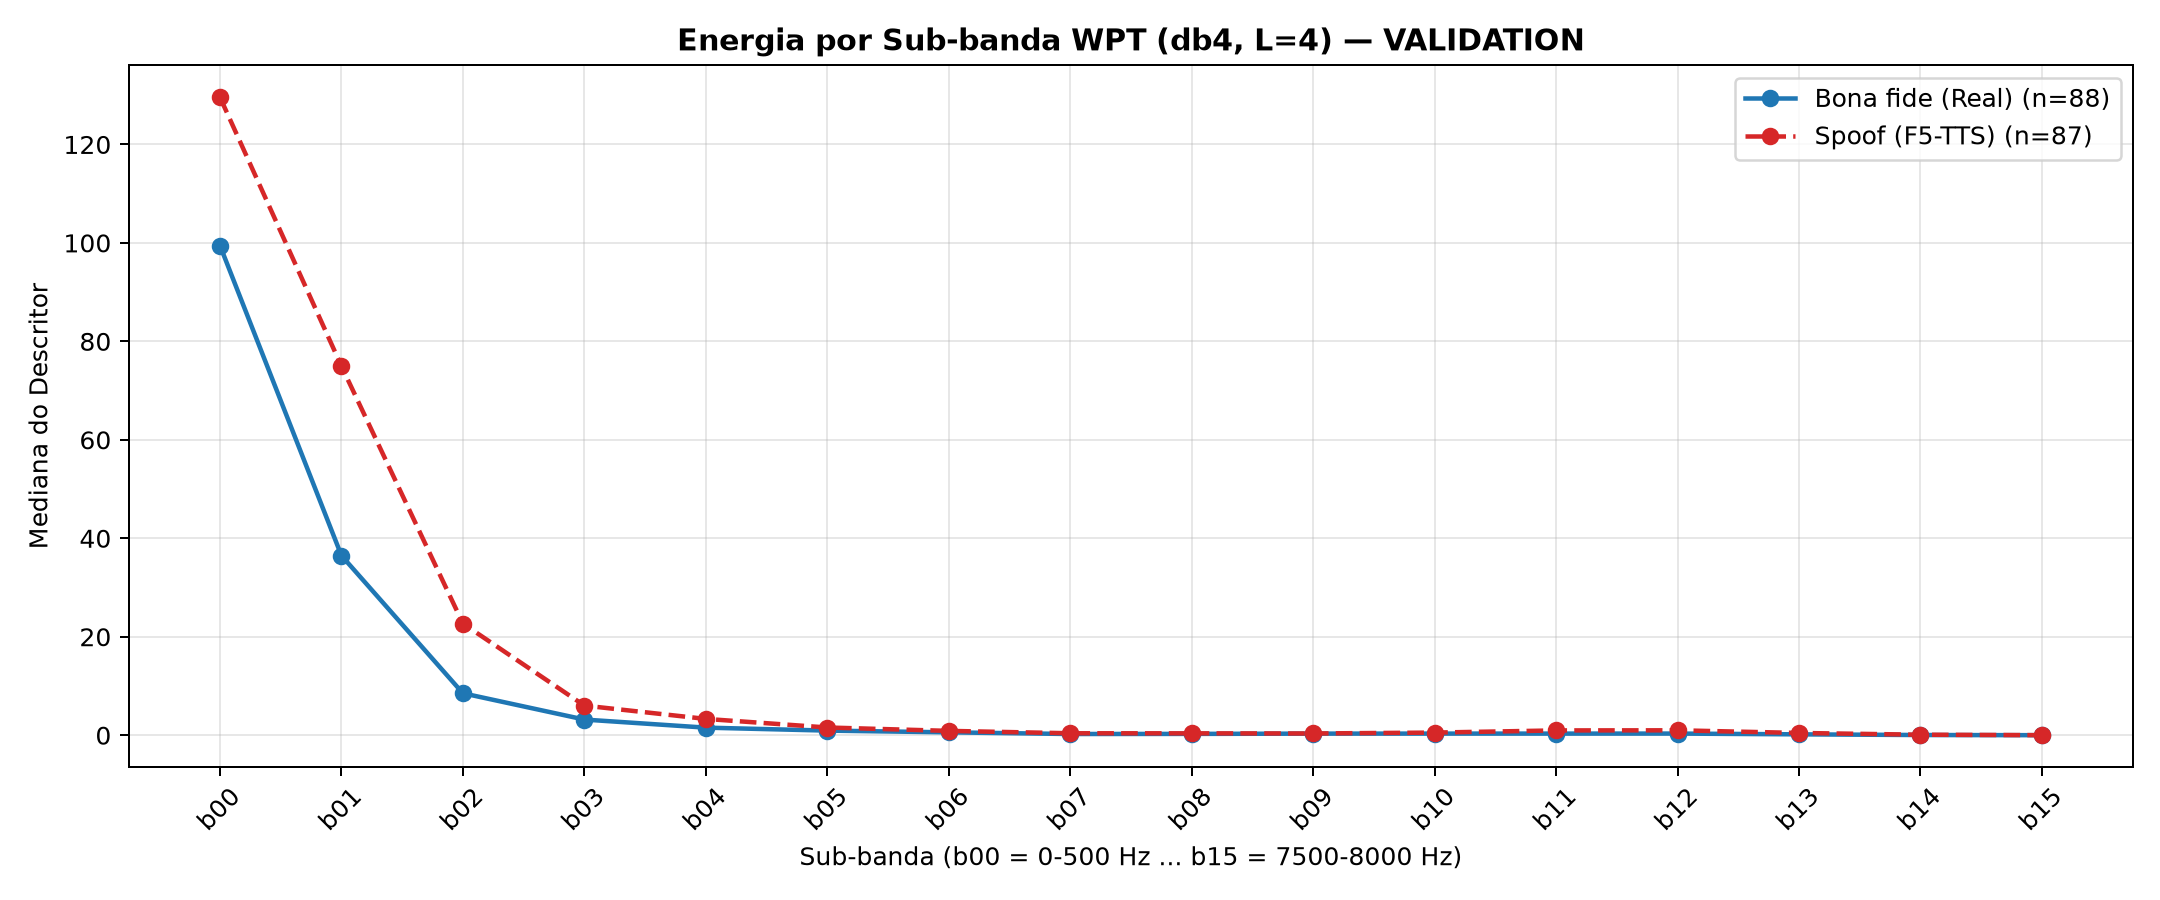 Energia por Sub-banda WPT (db4, L=4) — VALIDATION
Bona fide (Real) (n=88)
Spoof (F5-TTS) (n=87)
Mediana do Descritor
120
100
80
60
40
20
0
b00 b01 b02 b03 b04 b05 b06 b07 b08 b09 b10 b11 b12 b13 b14 b15
Sub-banda (b00 = 0-500 Hz ... b15 = 7500-8000 Hz)